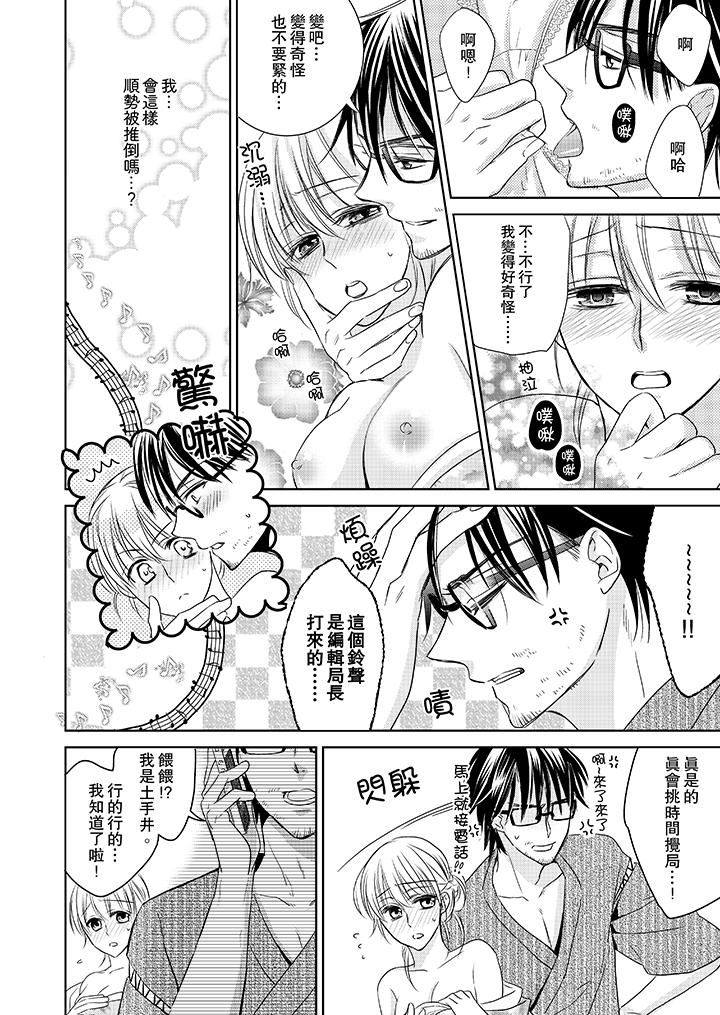 啊
啊嗯！
噗
啾
啊哈
不…不行了
我變得好奇怪
……
抽泣
噗
啾
噗
啾
變吧…
變得奇怪
也不要緊的…
沉溺…
哈啊
哈啊
我…
會這樣
順勢被推倒嗎…？
驚嚇
～～～～～!!
煩躁
這個鈴聲
是編輯局長
打來的……
嘖
真是的
真會挑時間攪局…！
啊～來了來了
馬上就接電話!!
閃躲
餵餵!?
我是土手井。
行的行的…
我知道了啦！